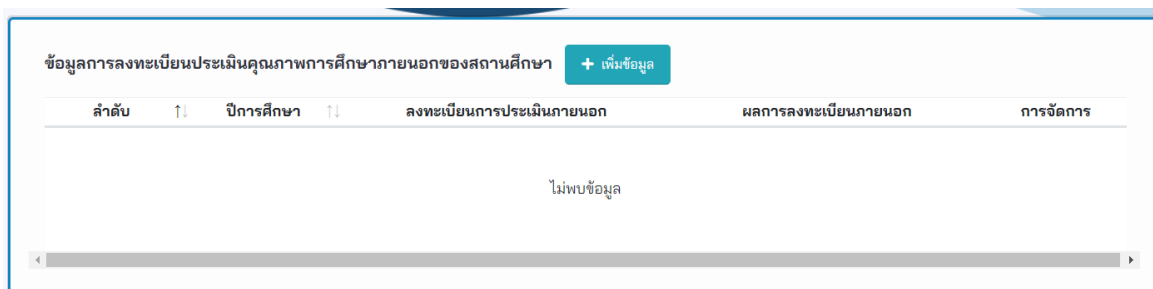 ข้อมูลการลงทะเบียนประเมินคุณภาพการศึกษาภายนอกของสถานศึกษา + เพิ่มข้อมูล
ลำดับ ↑↓ ปีการศึกษา ↑↓ ลงทะเบียนการประเมินภายนอก ผลการลงทะเบียนภายนอก การจัดการ
ไม่พบข้อมูล